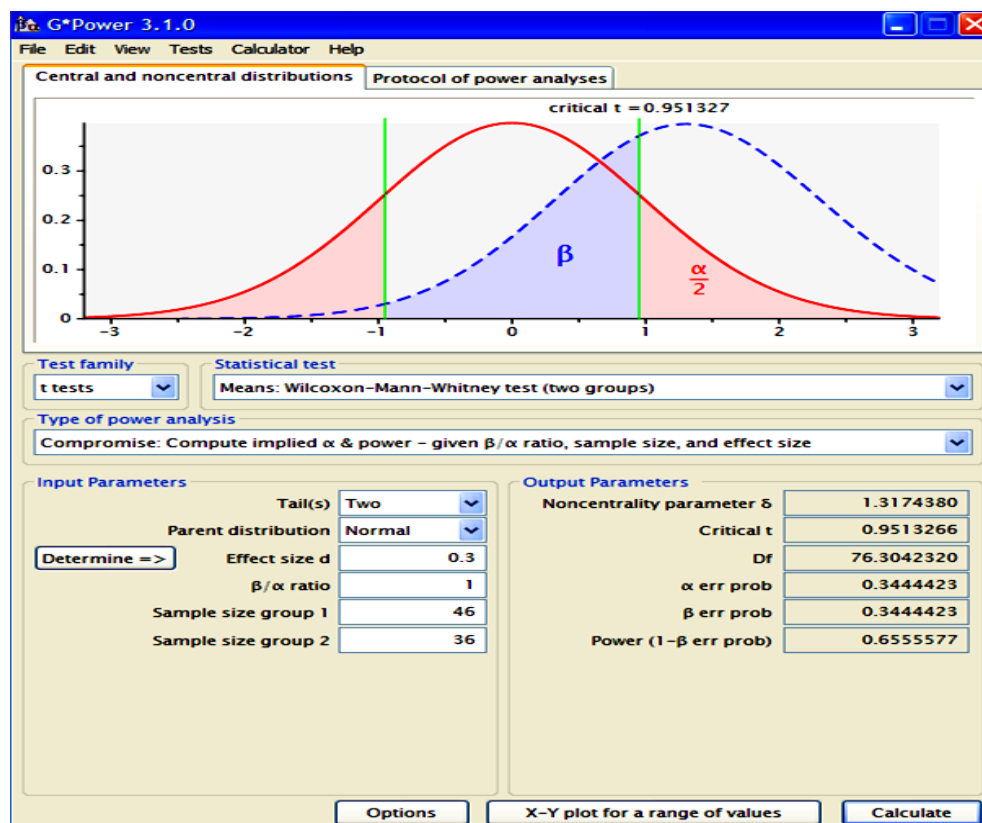 G*Power 3.1.0
File Edit View Tests Calculator Help
Central and noncentral distributions Protocol of power analyses
critical t = 0.951327
0.3
0.2
0.1
0
β
α
2
-3 -2 -1 0 1 2 3
Test family Statistical test
t tests Means: Wilcoxon-Mann-Whitney test (two groups)
Type of power analysis
Compromise: Compute implied α & power - given β/α ratio, sample size, and effect size
Input Parameters Output Parameters
Tail(s) Two Noncentrality parameter δ 1.3174380
Parent distribution Normal Critical t 0.9513266
Determine => Effect size d 0.3 Df 76.3042320
β/α ratio 1 α err prob 0.3444423
Sample size group 1 46 β err prob 0.3444423
Sample size group 2 36 Power (1-β err prob) 0.6555577
Options X-Y plot for a range of values Calculate